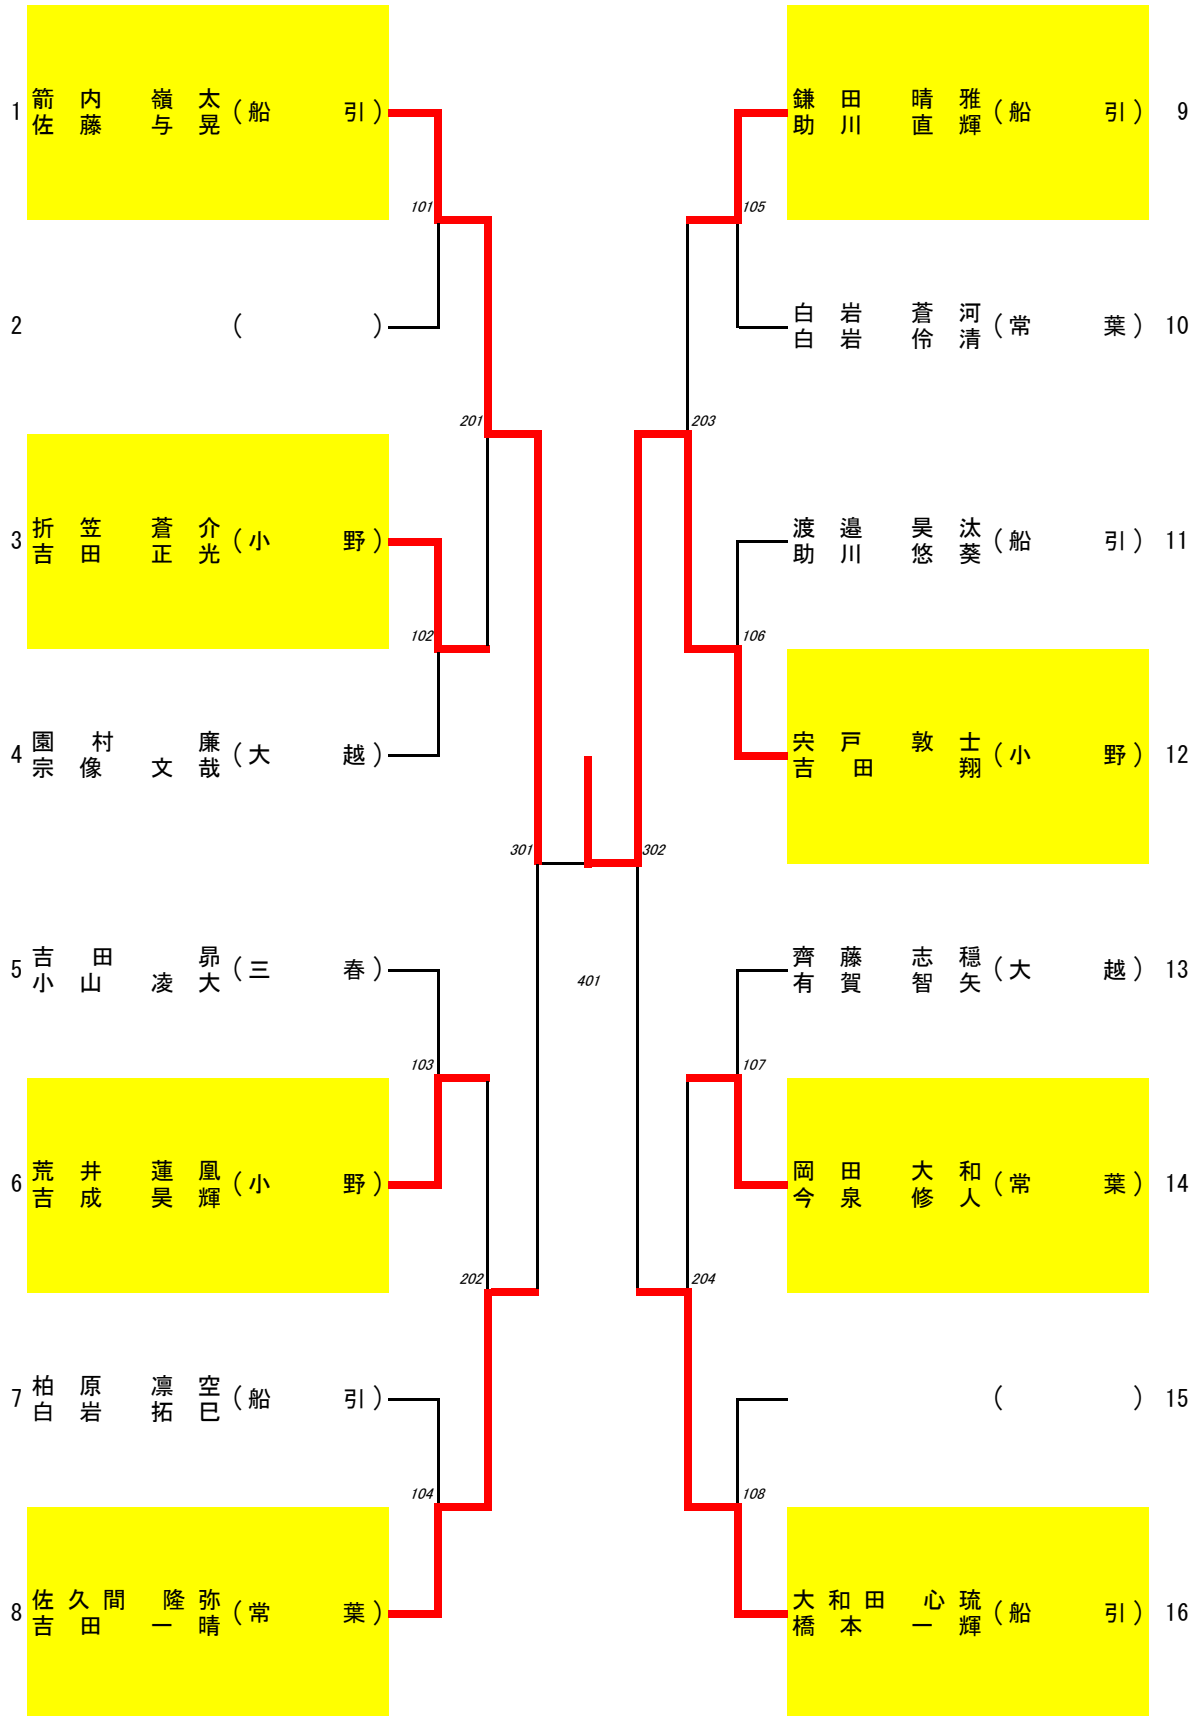 1 箭内 嶺太 (船引)
佐藤 与晃
101
2 ( )
201
3 折笠 蒼介 (小野)
吉田 正光
102
4 園村 廉 (大越)
宗像 文哉
301
5 吉田 昴 (三春)
小山 凌大
103
6 荒井 蓮凰 (小野)
吉成 昊輝
202
7 柏原 凛空 (船引)
白岩 拓巳
104
8 佐久間 隆弥 (常葉)
吉田 一晴
401
鎌田 晴雅 (船引) 9
助川 直輝
105
白岩 蒼河 (常葉) 10
白岩 伶清
203
渡邉 昊汰 (船引) 11
助川 悠葵
106
宍戸 敦士 (小野) 12
吉田 翔
302
齊藤 志穏 (大越) 13
有賀 智矢
107
岡田 大和 (常葉) 14
今泉 修人
204
( ) 15
108
大和田 心琉 (船引) 16
橋本 一輝